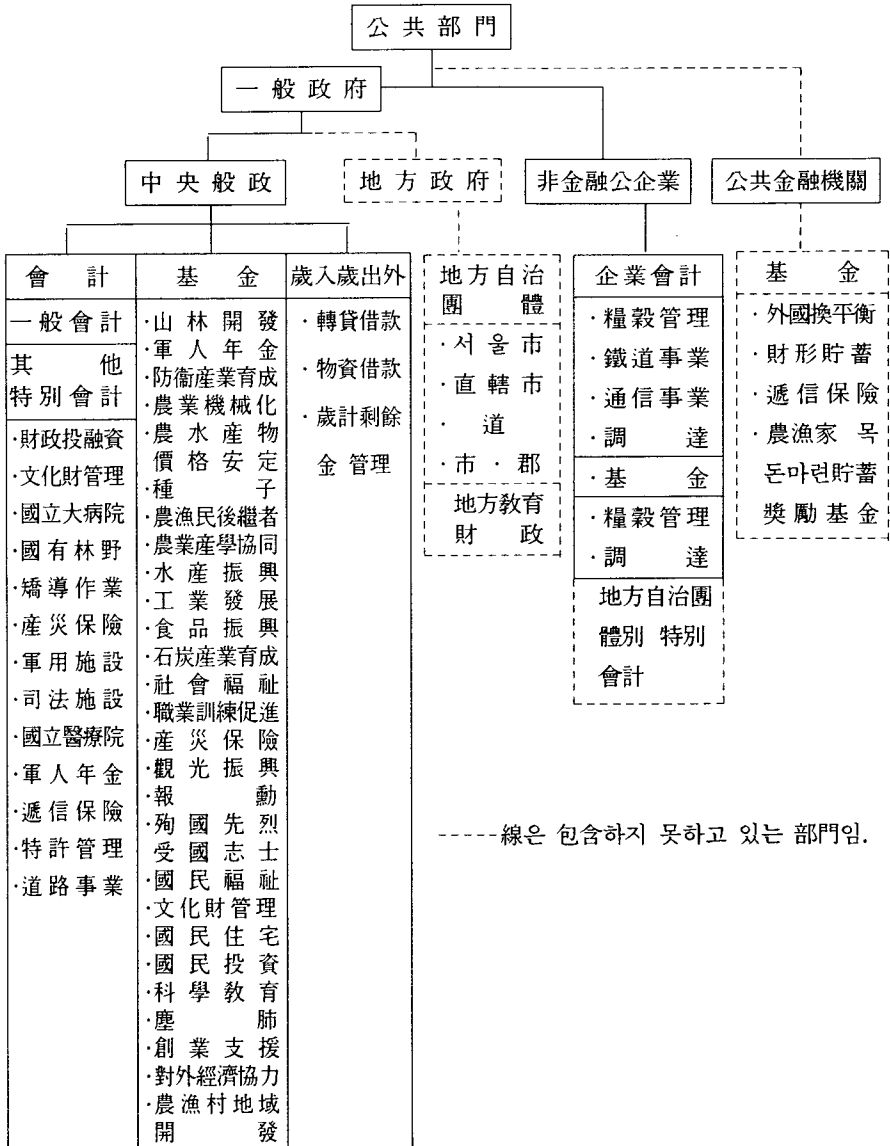 公共部門
一般政府
中央般政
地方政府
非金融公企業
公共金融機關
會計
一般會計
其他
特別會計
·財政投融資
·文化財管理
·國立大病院
·國有林野
·矯導作業
·産災保險
·軍用施設
·司法施設
·國立醫療院
·軍人年金
·遞信保險
·特許管理
·道路事業
基金
·山林開發
·軍人年金
·防衛産業育成
·農業機械化
·農水産物
價格安定
·種子
·農漁民後繼者
·農業産學協同
·水産振興
·工業發展
·食品振興
·石炭産業育成
·社會福祉
·職業訓練促進
·産災保險
·觀光振興
·報勳
·殉國先烈
受國志士
·國民福祉
·文化財管理
·國民住宅
·國民投資
·科學敎育
·塵肺
·創業支援
·對外經濟協力
·農漁村地域
開發
歲入歲出外
·轉貸借款
·物資借款
·歲計剩餘
金 管理
地方自治
團體
·서울市
·直轄市
·道
·市·郡
地方敎育
財政
企業會計
·糧穀管理
·鐵道事業
·通信事業
·調達
·基金
·糧穀管理
·調達
地方自治團
體別 特別
會計
基金
·外國換平衡
·財形貯蓄
·遞信保險
·農漁家 목
돈마련貯蓄
奬勵基金
-----線은 包含하지 못하고 있는 部門임.